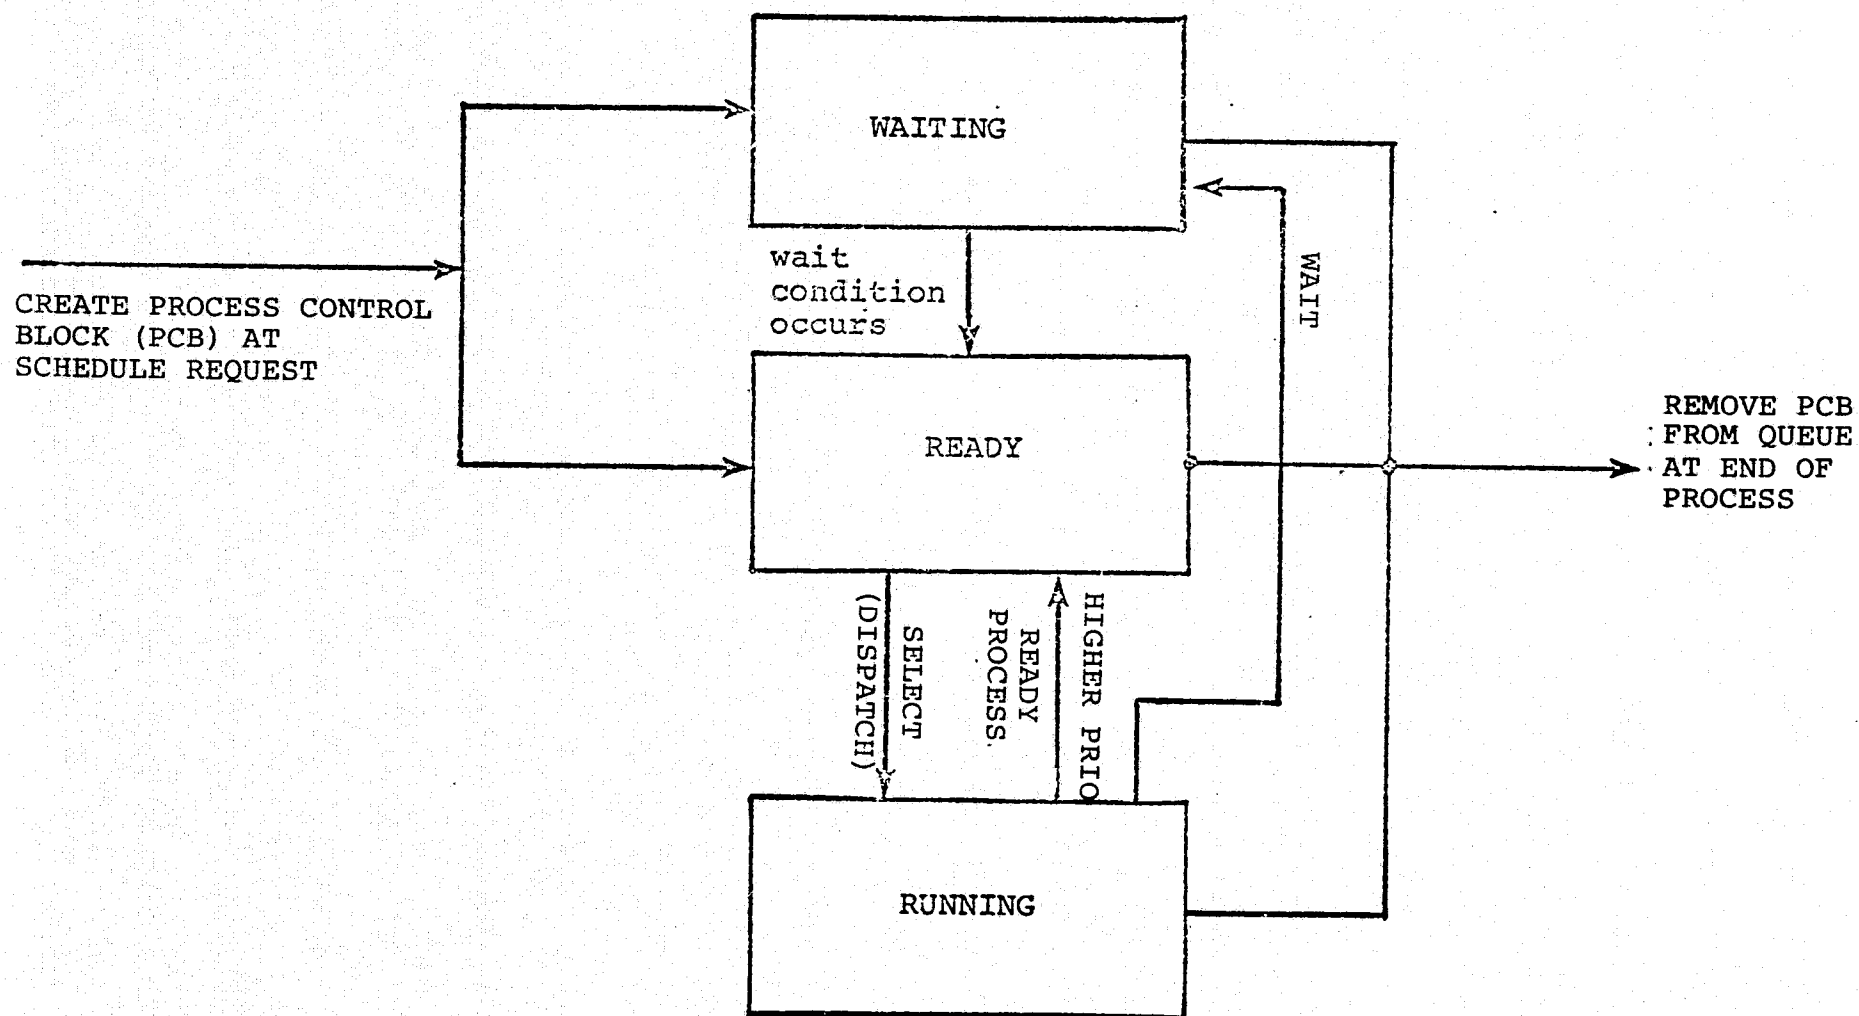 WAITING
wait
condition
occurs
WAIT
CREATE PROCESS CONTROL
BLOCK (PCB) AT
SCHEDULE REQUEST
READY
REMOVE PCB
FROM QUEUE
AT END OF
PROCESS
SELECT
(DISPATCH)
HIGHER PRIO
READY
PROCESS.
RUNNING